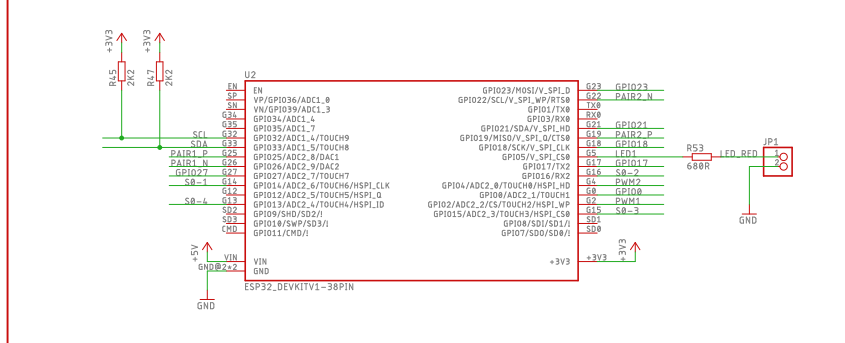 +3V3
+3V3
R45
2K2
R47
2K2
U2
EN EN
SP VP/GPIO36/ADC1_0
SN VN/GPIO39/ADC1_3
G34 GPIO34/ADC1_4
G35 GPIO35/ADC1_7
SCL G32 GPIO32/ADC1_4/TOUCH9
SDA G33 GPIO33/ADC1_5/TOUCH8
PAIR1_P G25 GPIO25/ADC2_8/DAC1
PAIR1_N G26 GPIO26/ADC2_9/DAC2
GPIO27 G27 GPIO27/ADC2_7/TOUCH7
S0-1 G14 GPIO14/ADC2_6/TOUCH6/HSPI_CLK
G12 GPIO12/ADC2_5/TOUCH5/HSPI_Q
S0-4 G13 GPIO13/ADC2_4/TOUCH4/HSPI_ID
SD2 GPIO9/SHD/SD2/!
SD3 GPIO10/SWP/SD3/!
CMD GPIO11/CMD/!
+5V
VIN VIN
GND@2*2 GND
GND
GPIO23/MOSI/V_SPI_D G23 GPIO23
GPIO22/SCL/V_SPI_WP/RTS0 G22 PAIR2_N
GPIO1/TX0 TX0
GPIO3/RX0 RX0
GPIO21/SDA/V_SPI_HD G21 GPIO21
GPIO19/MISO/V_SPI_Q/CTS0 G19 PAIR2_P
GPIO18/SCK/V_SPI_CLK G18 GPIO18
GPIO5/V_SPI_CS0 G5 LED1
GPIO17/TX2 G17 GPIO17
GPIO16/RX2 G16 S0-2
GPIO4/ADC2_0/TOUCH0/HSPI_HD G4 PWM2
GPIO0/ADC2_1/TOUCH1 G0 GPIO0
GPIO2/ADC2_2/CS/TOUCH2/HSPI_WP G2 PWM1
GPIO15/ADC2_3/TOUCH3/HSPI_CS0 G15 S0-3
GPIO8/SDI/SD1/! SD1
GPIO7/SDO/SD0/! SD0
+3V3 +3V3
+3V3
ESP32_DEVKITV1-38PIN
R53
680R
LED_RED
JP1
1
2
GND